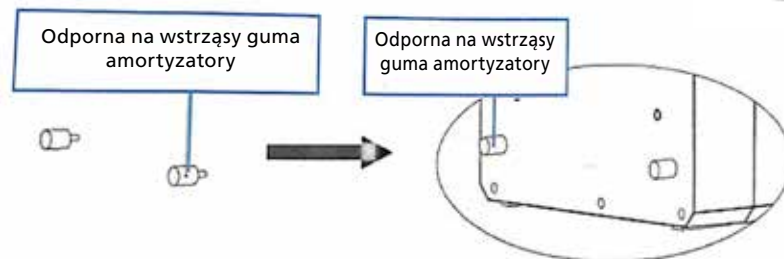 Odporna na wstrząsy guma
amortyzatory
Odporna na wstrząsy
guma amortyzatory